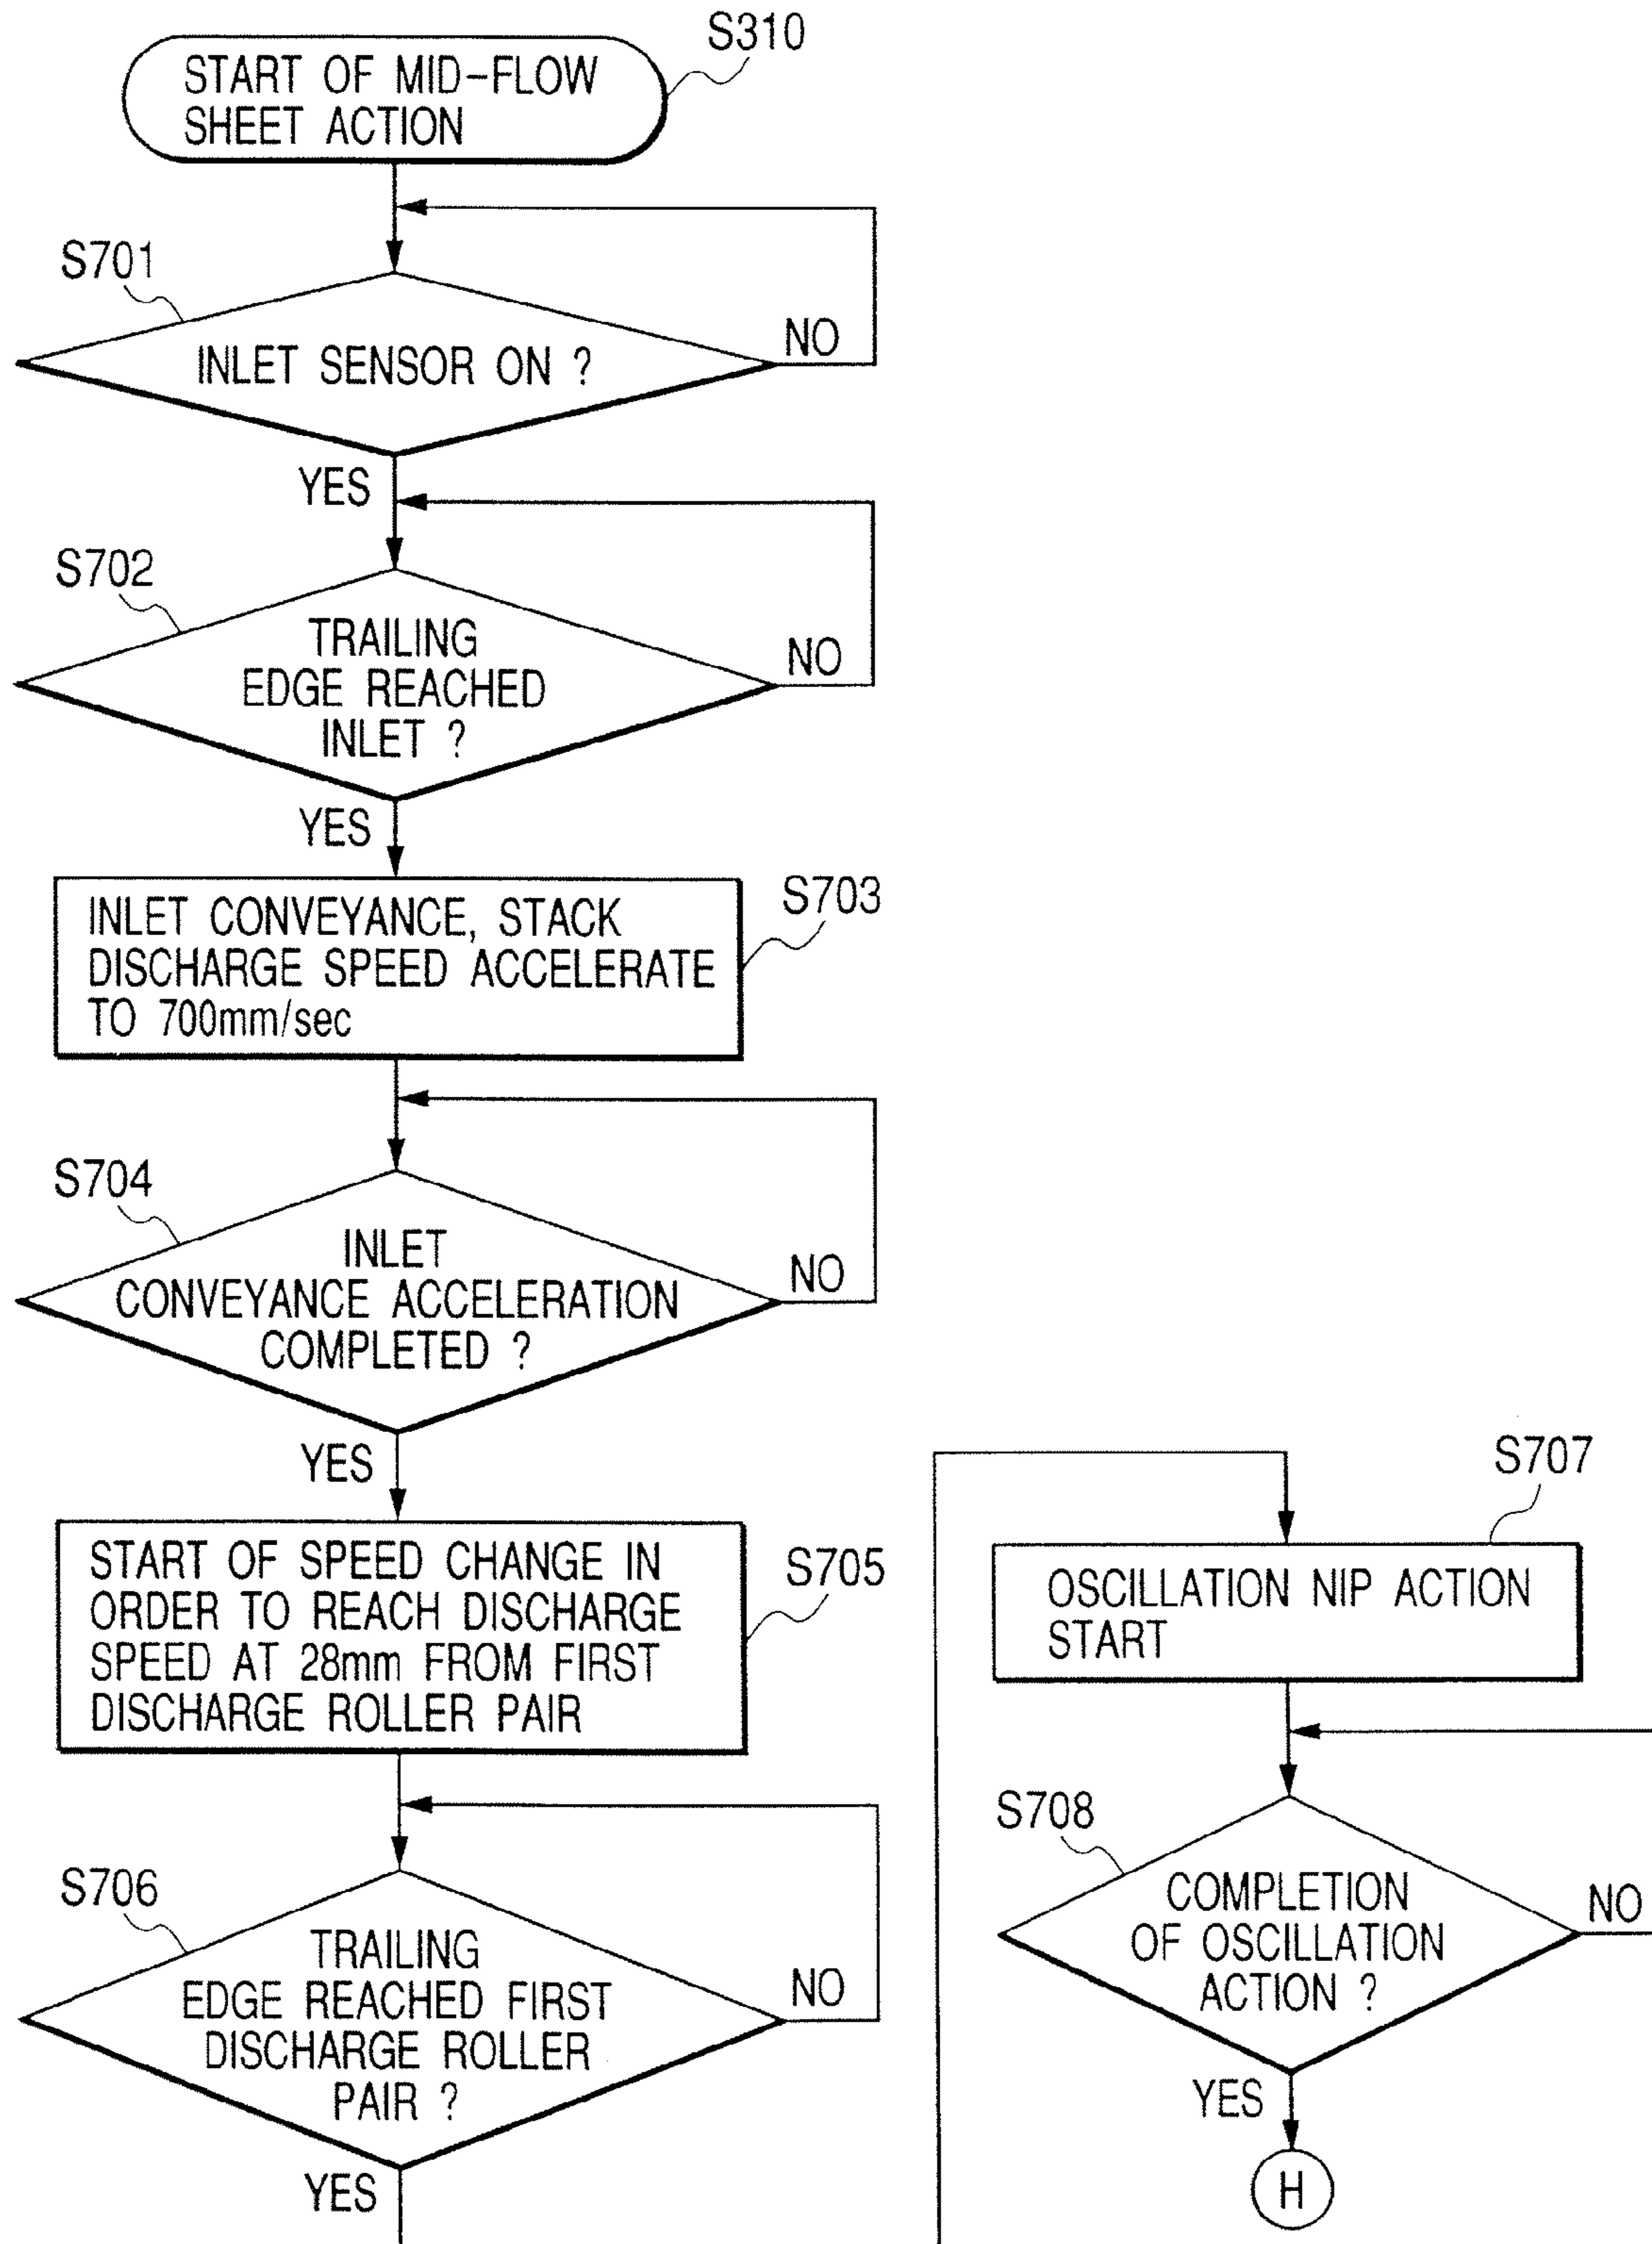 S310
START OF MID-FLOW
SHEET ACTION
S701
INLET SENSOR ON ?
NO
YES
S702
TRAILING
EDGE REACHED
INLET ?
NO
YES
S703
INLET CONVEYANCE, STACK
DISCHARGE SPEED ACCELERATE
TO 700mm/sec
S704
INLET
CONVEYANCE ACCELERATION
COMPLETED ?
NO
YES
S705
START OF SPEED CHANGE IN
ORDER TO REACH DISCHARGE
SPEED AT 28mm FROM FIRST
DISCHARGE ROLLER PAIR
S706
TRAILING
EDGE REACHED FIRST
DISCHARGE ROLLER
PAIR ?
NO
YES
S707
OSCILLATION NIP ACTION
START
S708
COMPLETION
OF OSCILLATION
ACTION ?
NO
YES
H